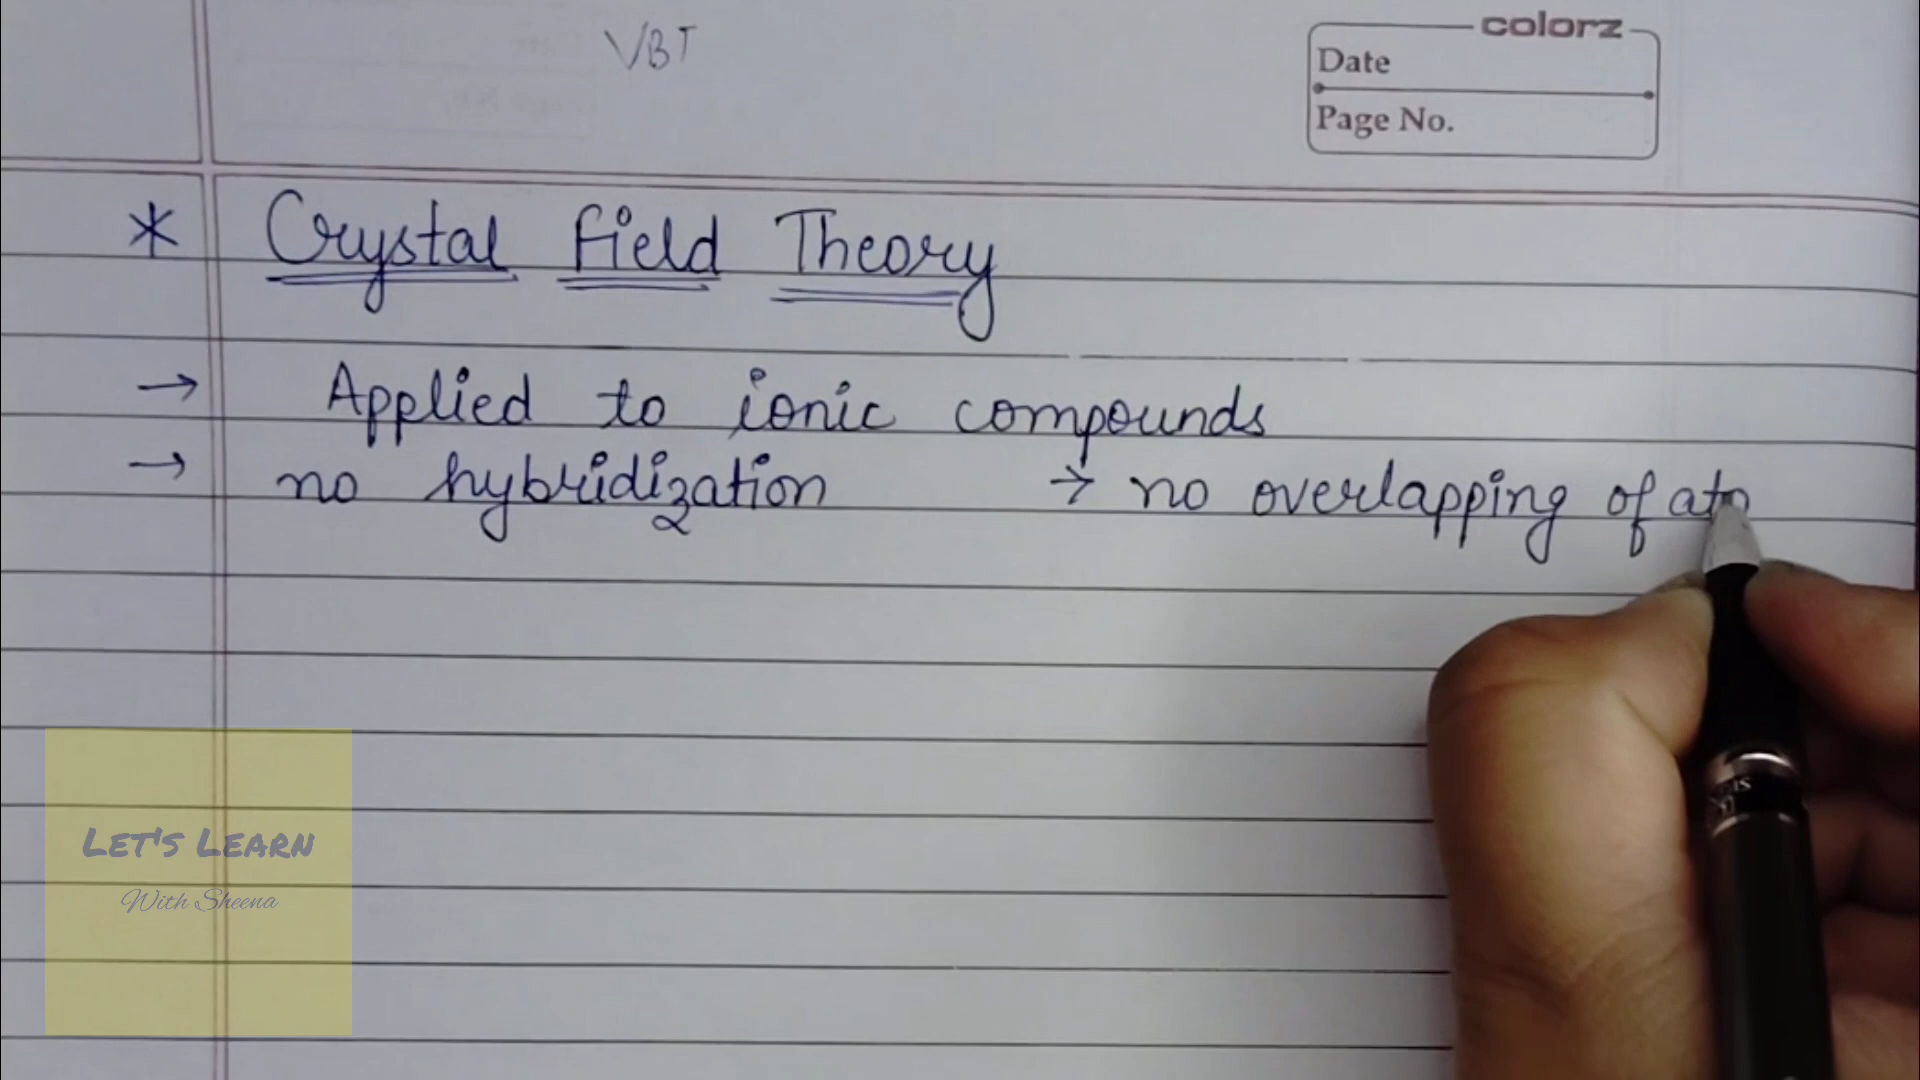 VBT
colorz
Date
Page No.
* Crystal Field Theory
→ Applied to ionic compounds
→ no hybridization → no overlapping of ato
LET'S LEARN
With Sheena